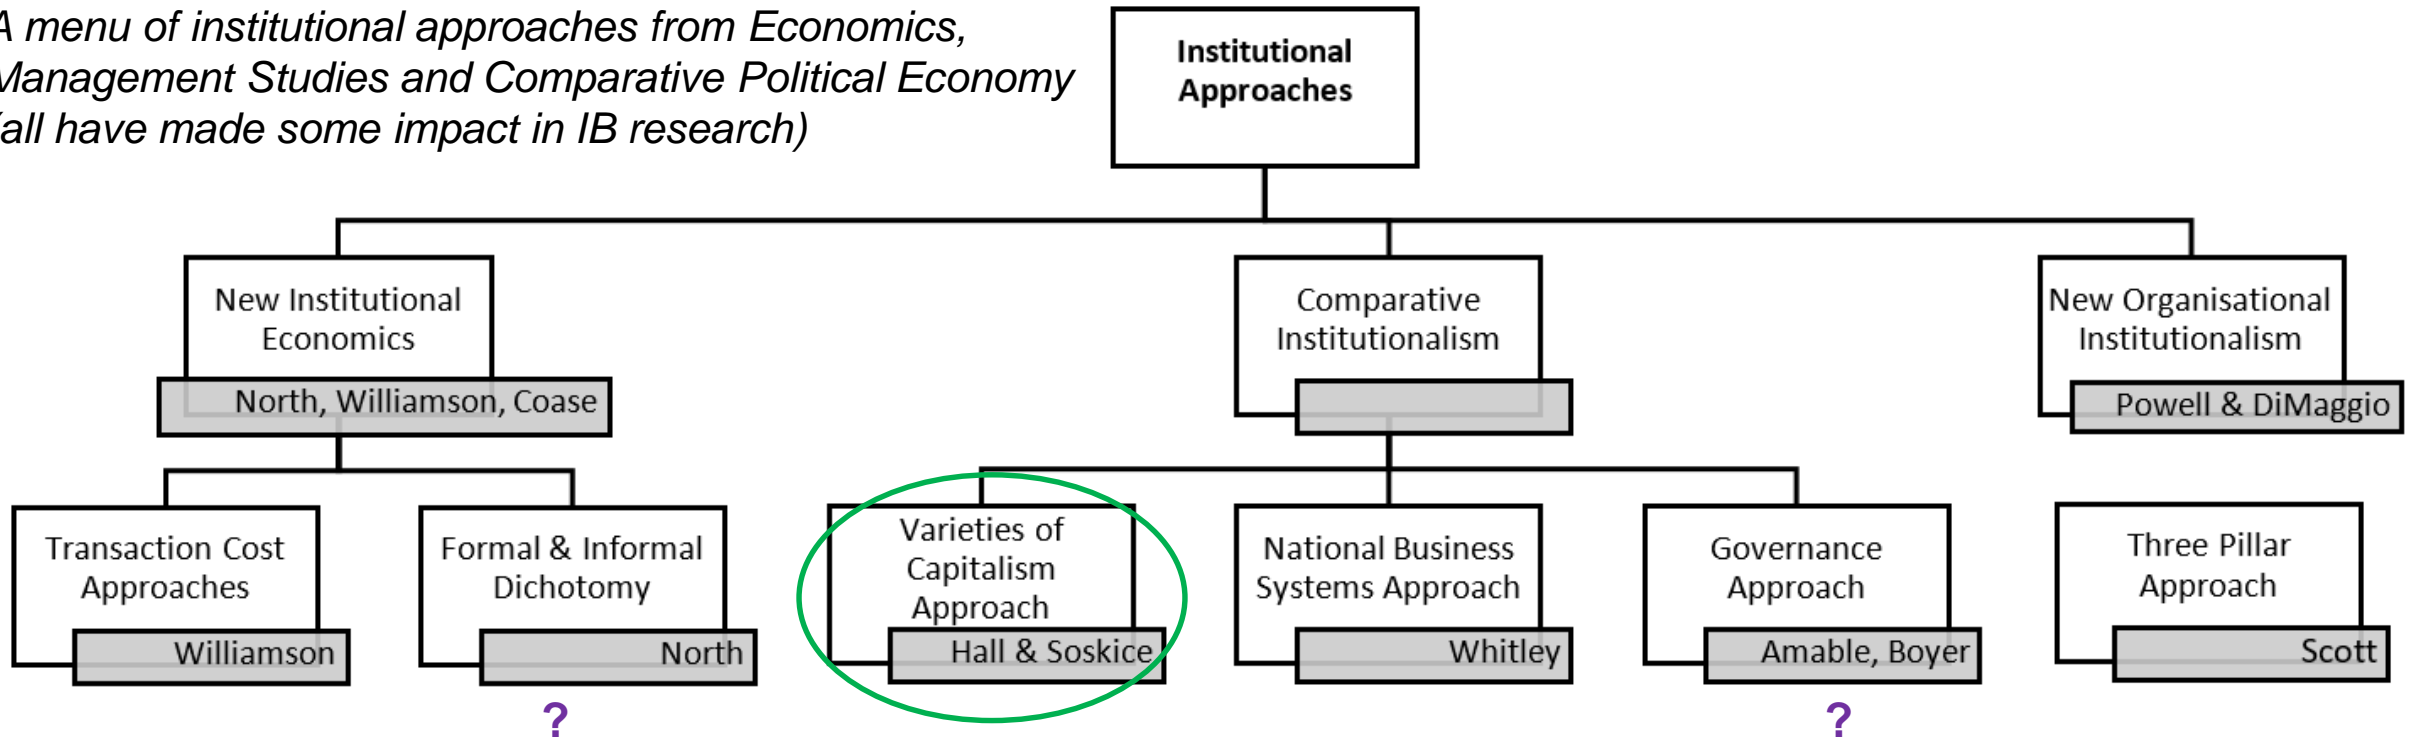 A menu of institutional approaches from Economics,
Management Studies and Comparative Political Economy
(all have made some impact in IB research)
Institutional
Approaches
New Institutional
Economics
North, Williamson, Coase
Comparative
Institutionalism
New Organisational
Institutionalism
Powell & DiMaggio
Transaction Cost
Approaches
Williamson
Formal & Informal
Dichotomy
North
?
Varieties of
Capitalism
Approach
Hall & Soskice
National Business
Systems Approach
Whitley
Governance
Approach
Amable, Boyer
?
Three Pillar
Approach
Scott